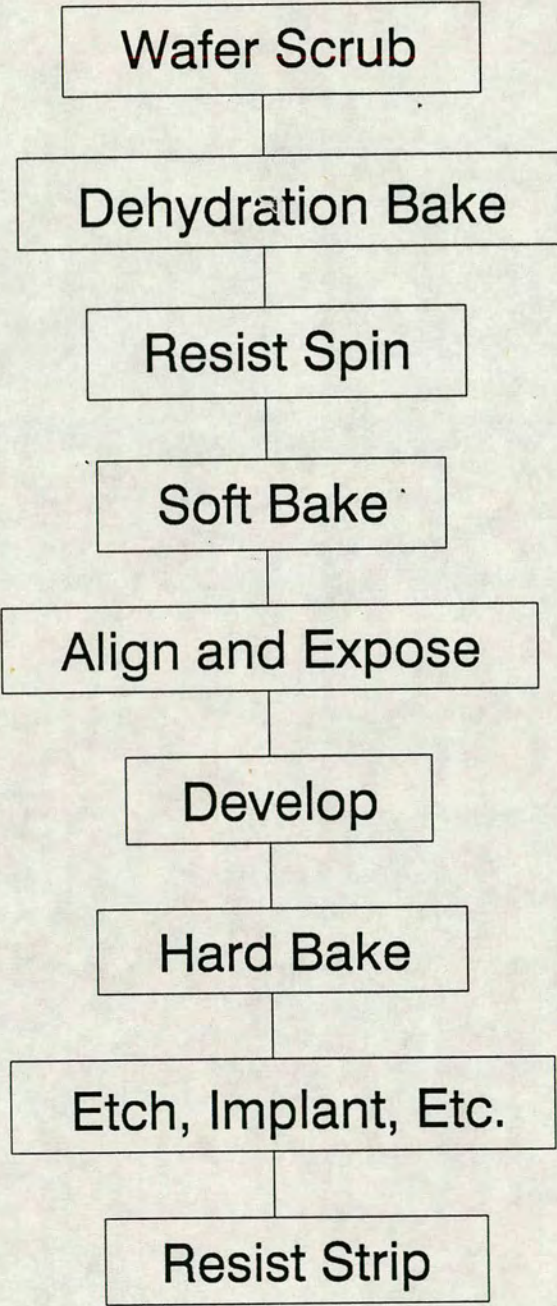 Wafer Scrub
Dehydration Bake
Resist Spin
Soft Bake
Align and Expose
Develop
Hard Bake
Etch, Implant, Etc.
Resist Strip